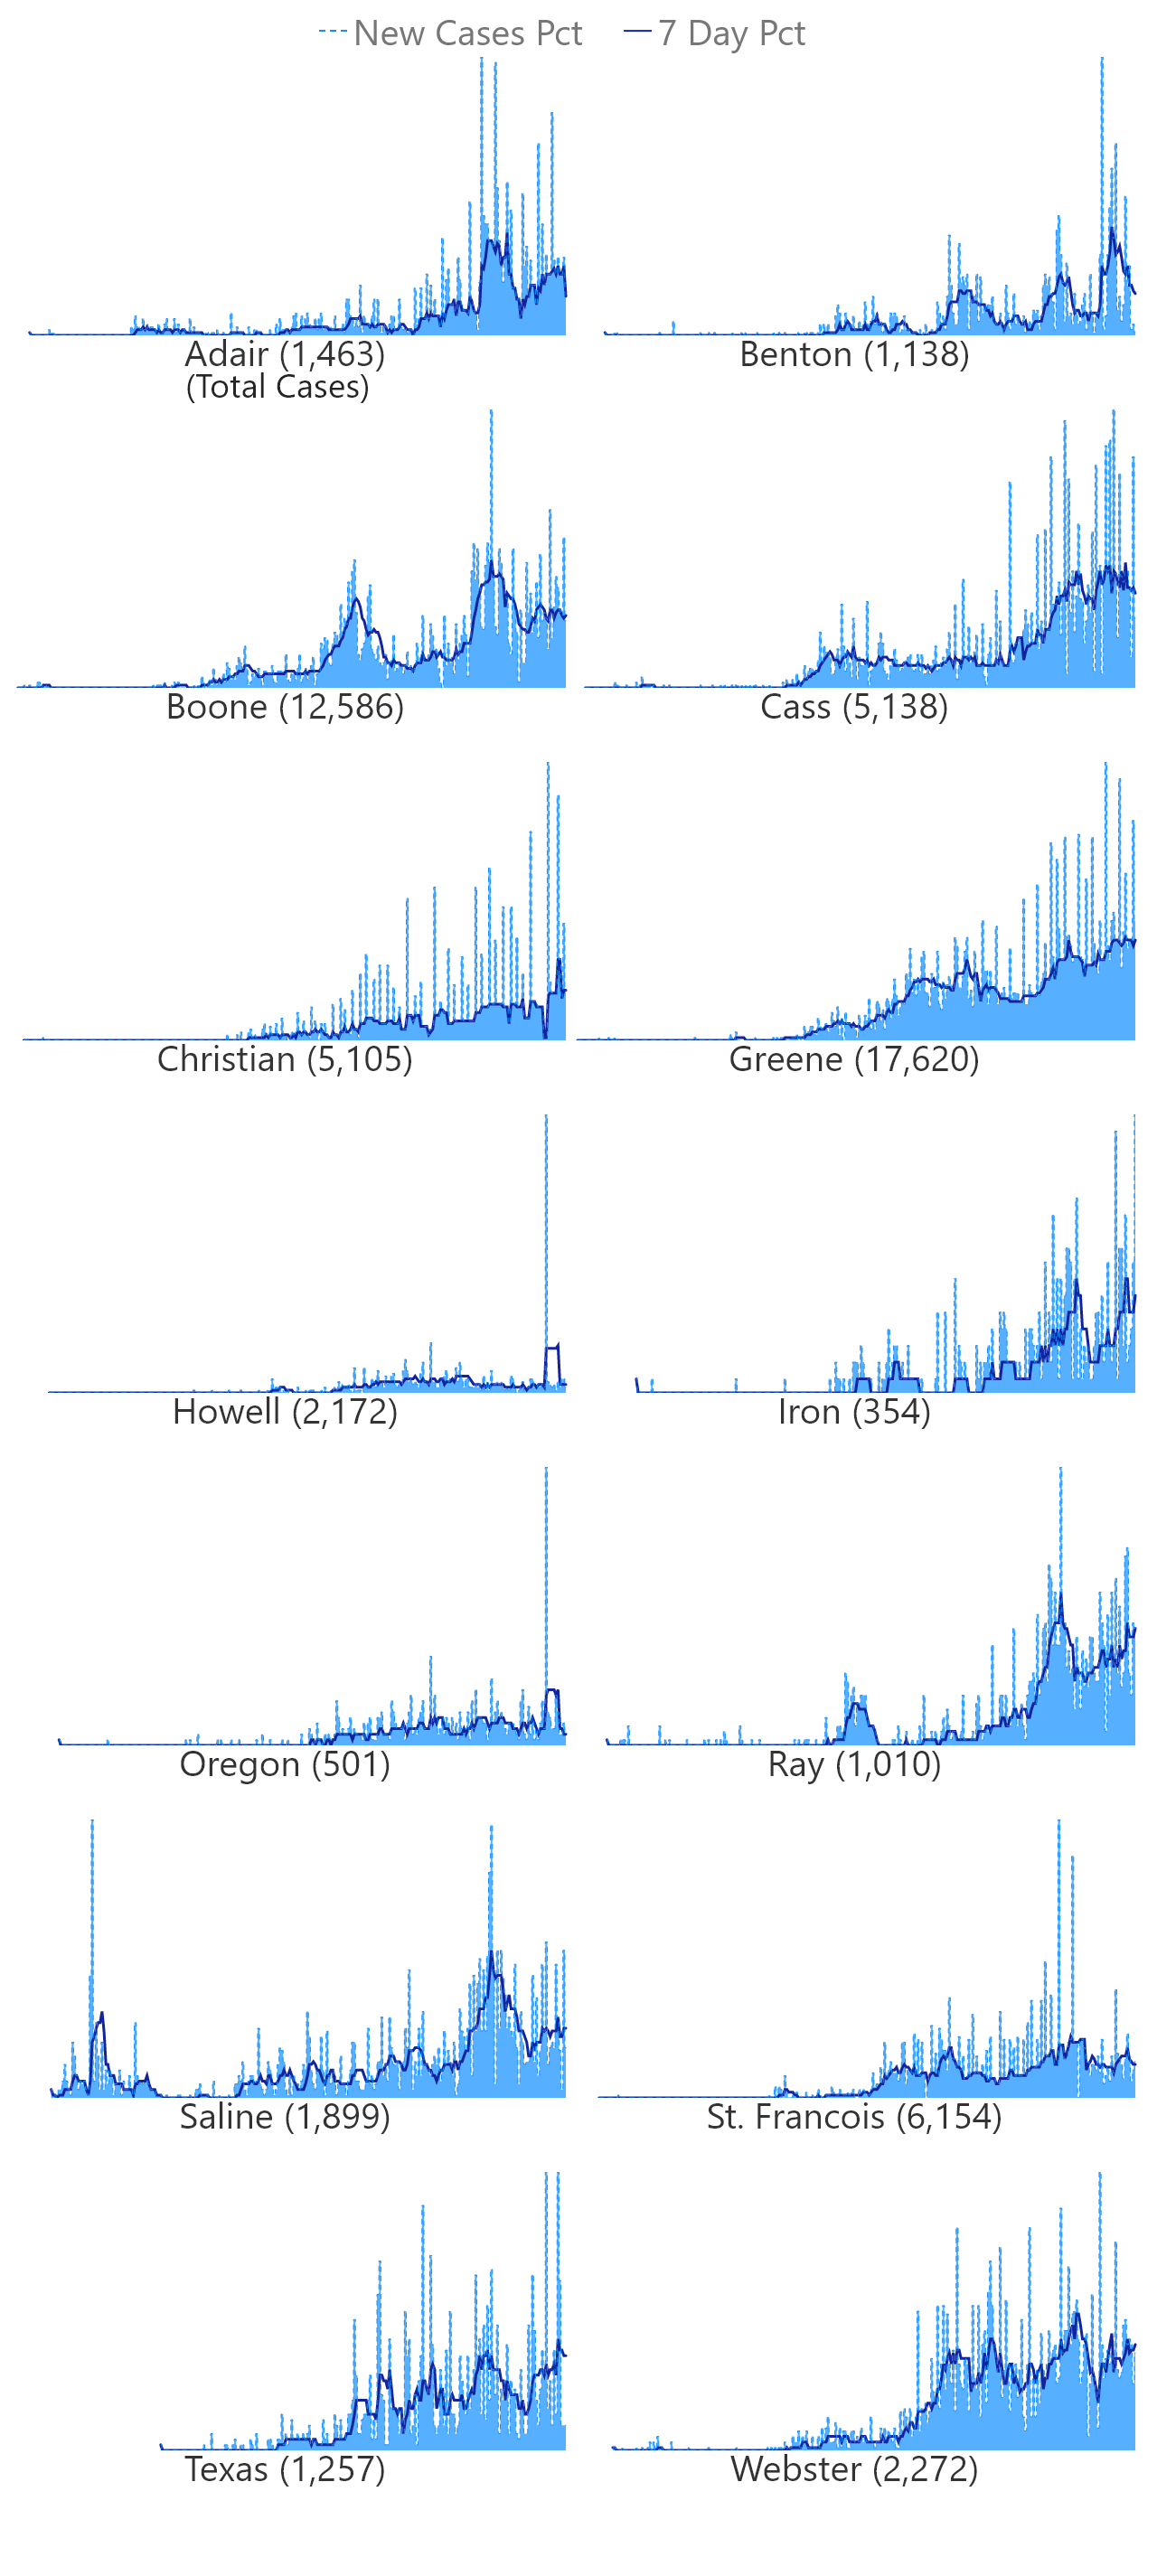 New Cases Pct 7 Day Pct
Adair (1,463) Benton (1,138)
(Total Cases)
Boone (12,586) Cass (5,138)
Christian (5,105) Greene (17,620)
Howell (2,172) Iron (354)
Oregon (501) Ray (1,010)
Saline (1,899) St. Francois (6,154)
Texas (1,257) Webster (2,272)